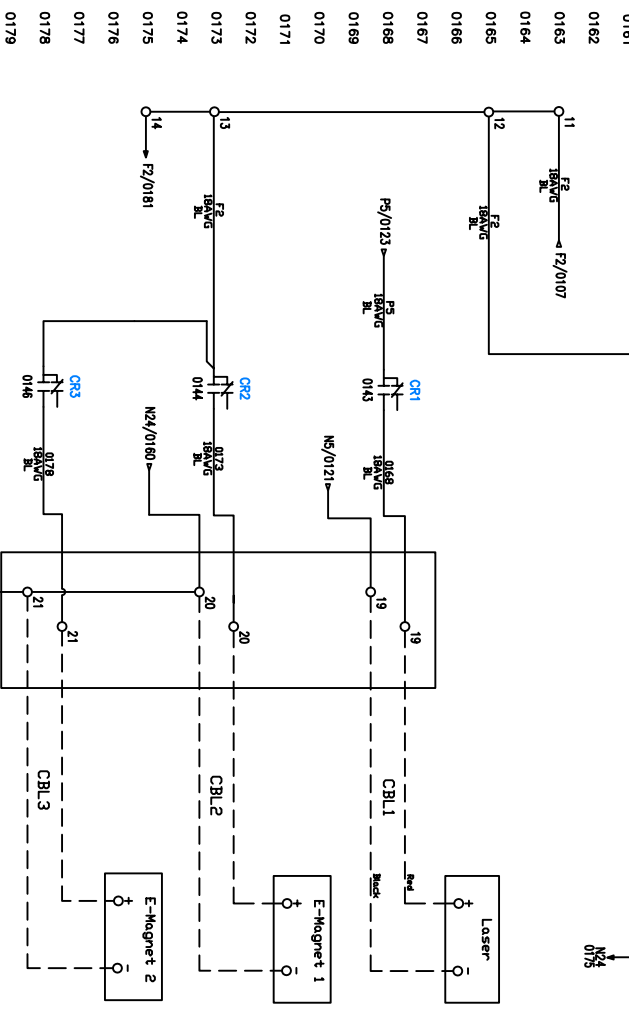 0161
0162
0163
0164
0165
0166
0167
0168
0169
0170
0171
0172
0173
0174
0175
0176
0177
0178
0179
11
F2
18AWG
BL
F2/0107
12
F2
18AWG
BL
P5/0123
P5
18AWG
BL
CR1
0143
0168
18AWG
BL
N5/0121
19
19
CBL1
Red
Black
Laser
+
-
N24
0175
13
F2
18AWG
BL
CR2
0144
0173
18AWG
BL
N24/0160
20
20
CBL2
E-Magnet 1
+
-
14
F2/0181
CR3
0146
0178
18AWG
BL
21
21
CBL3
E-Magnet 2
+
-